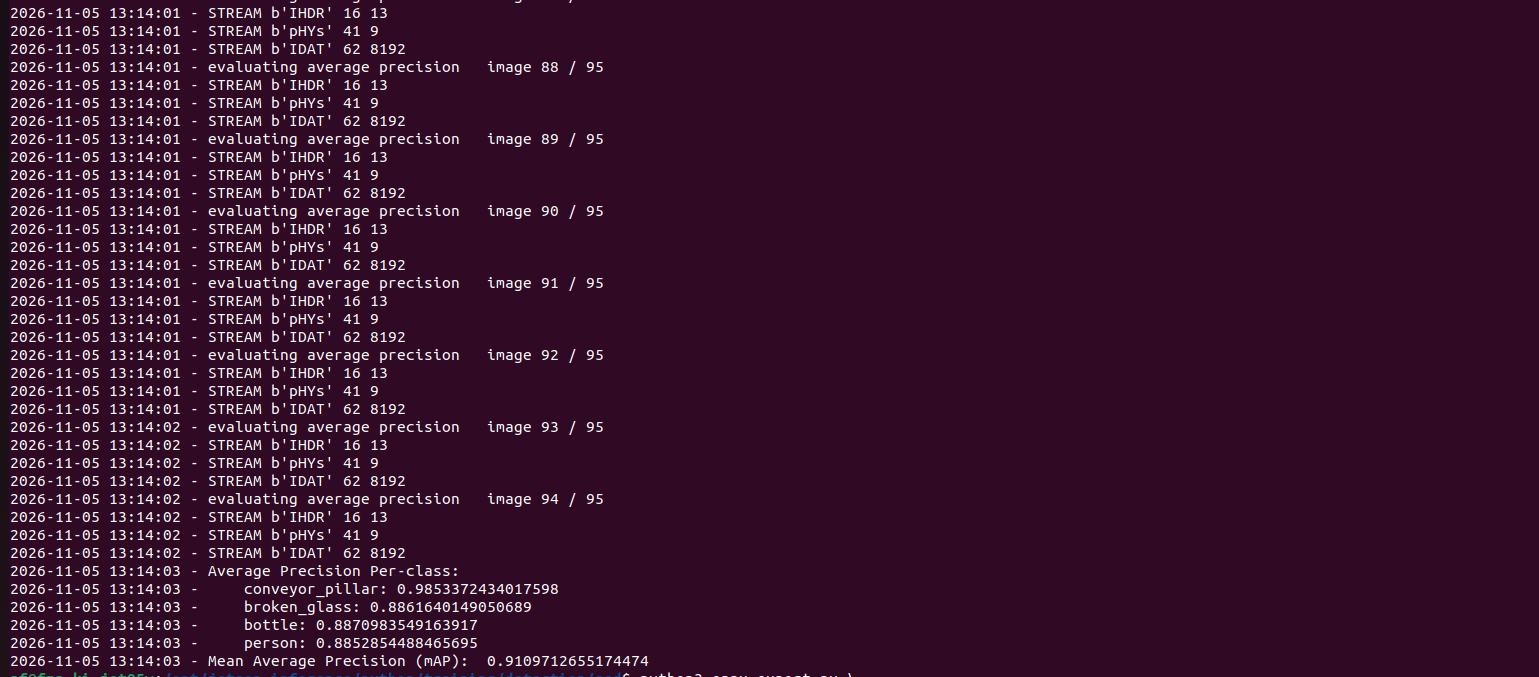 2026-11-05 13:14:01 - STREAM b'IHDR' 16 13
2026-11-05 13:14:01 - STREAM b'pHYs' 41 9
2026-11-05 13:14:01 - STREAM b'IDAT' 62 8192
2026-11-05 13:14:01 - evaluating average precision   image 88 / 95
2026-11-05 13:14:01 - STREAM b'IHDR' 16 13
2026-11-05 13:14:01 - STREAM b'pHYs' 41 9
2026-11-05 13:14:01 - STREAM b'IDAT' 62 8192
2026-11-05 13:14:01 - evaluating average precision   image 89 / 95
2026-11-05 13:14:01 - STREAM b'IHDR' 16 13
2026-11-05 13:14:01 - STREAM b'pHYs' 41 9
2026-11-05 13:14:01 - STREAM b'IDAT' 62 8192
2026-11-05 13:14:01 - evaluating average precision   image 90 / 95
2026-11-05 13:14:01 - STREAM b'IHDR' 16 13
2026-11-05 13:14:01 - STREAM b'pHYs' 41 9
2026-11-05 13:14:01 - STREAM b'IDAT' 62 8192
2026-11-05 13:14:01 - evaluating average precision   image 91 / 95
2026-11-05 13:14:01 - STREAM b'IHDR' 16 13
2026-11-05 13:14:01 - STREAM b'pHYs' 41 9
2026-11-05 13:14:01 - STREAM b'IDAT' 62 8192
2026-11-05 13:14:01 - evaluating average precision   image 92 / 95
2026-11-05 13:14:01 - STREAM b'IHDR' 16 13
2026-11-05 13:14:01 - STREAM b'pHYs' 41 9
2026-11-05 13:14:01 - STREAM b'IDAT' 62 8192
2026-11-05 13:14:02 - evaluating average precision   image 93 / 95
2026-11-05 13:14:02 - STREAM b'IHDR' 16 13
2026-11-05 13:14:02 - STREAM b'pHYs' 41 9
2026-11-05 13:14:02 - STREAM b'IDAT' 62 8192
2026-11-05 13:14:02 - evaluating average precision   image 94 / 95
2026-11-05 13:14:02 - STREAM b'IHDR' 16 13
2026-11-05 13:14:02 - STREAM b'pHYs' 41 9
2026-11-05 13:14:02 - STREAM b'IDAT' 62 8192
2026-11-05 13:14:03 - Average Precision Per-class:
2026-11-05 13:14:03 -     conveyor_pillar: 0.9853372434017598
2026-11-05 13:14:03 -     broken_glass: 0.8861640149050689
2026-11-05 13:14:03 -     bottle: 0.8870983549163917
2026-11-05 13:14:03 -     person: 0.8852854488465695
2026-11-05 13:14:03 - Mean Average Precision (mAP):  0.9109712655174474